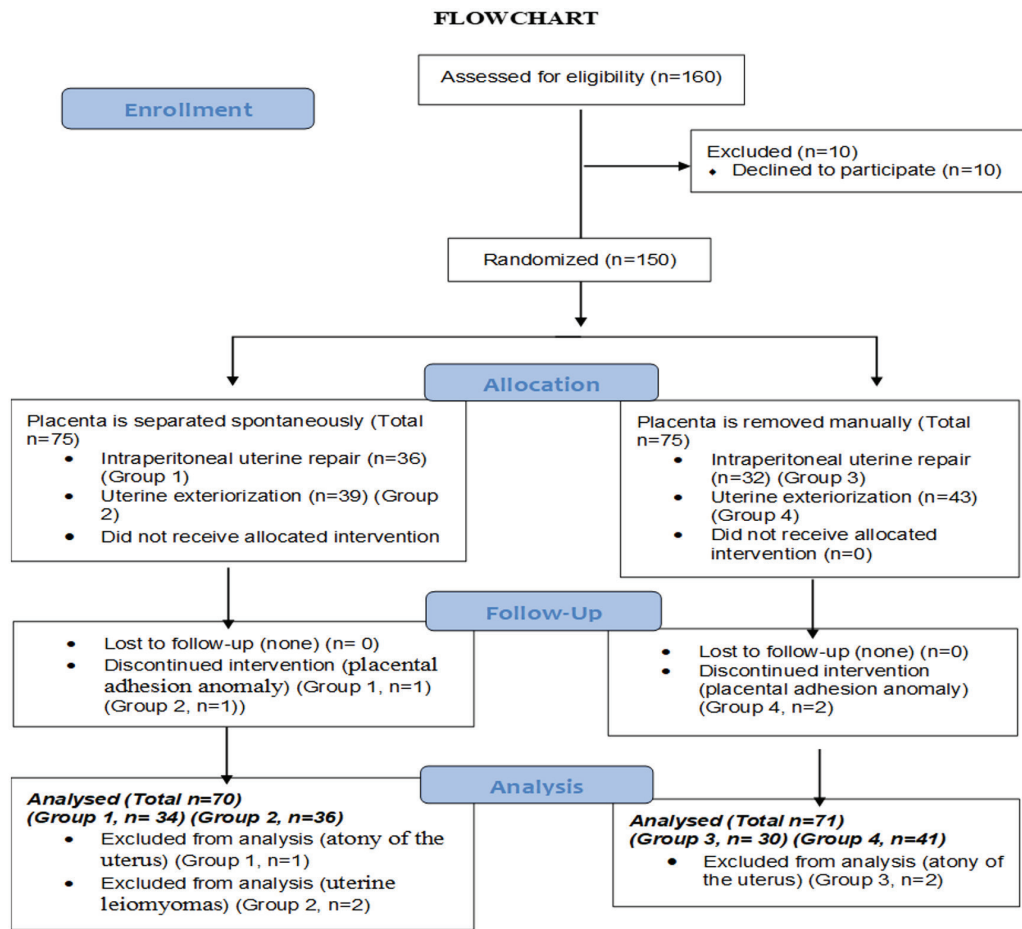 FLOWCHART
Assessed for eligibility (n=160)
Enrollment
Excluded (n=10)
⬥ Declined to participate (n=10)
Randomized (n=150)
Allocation
Placenta is separated spontaneously (Total
n=75)
• Intraperitoneal uterine repair (n=36)
(Group 1)
• Uterine exteriorization (n=39) (Group
2)
• Did not receive allocated intervention
Placenta is removed manually (Total
n=75)
• Intraperitoneal uterine repair
(n=32) (Group 3)
• Uterine exteriorization (n=43)
(Group 4)
• Did not receive allocated
intervention (n=0)
Follow-Up
• Lost to follow-up (none) (n= 0)
• Discontinued intervention (placental
adhesion anomaly) (Group 1, n=1)
(Group 2, n=1))
• Lost to follow-up (none) (n=0)
• Discontinued intervention
(placental adhesion anomaly)
(Group 4, n=2)
Analysis
Analysed (Total n=70)
(Group 1, n= 34) (Group 2, n=36)
• Excluded from analysis (atony of the
uterus) (Group 1, n=1)
• Excluded from analysis (uterine
leiomyomas) (Group 2, n=2)
Analysed (Total n=71)
(Group 3, n= 30) (Group 4, n=41)
• Excluded from analysis (atony of
the uterus) (Group 3, n=2)